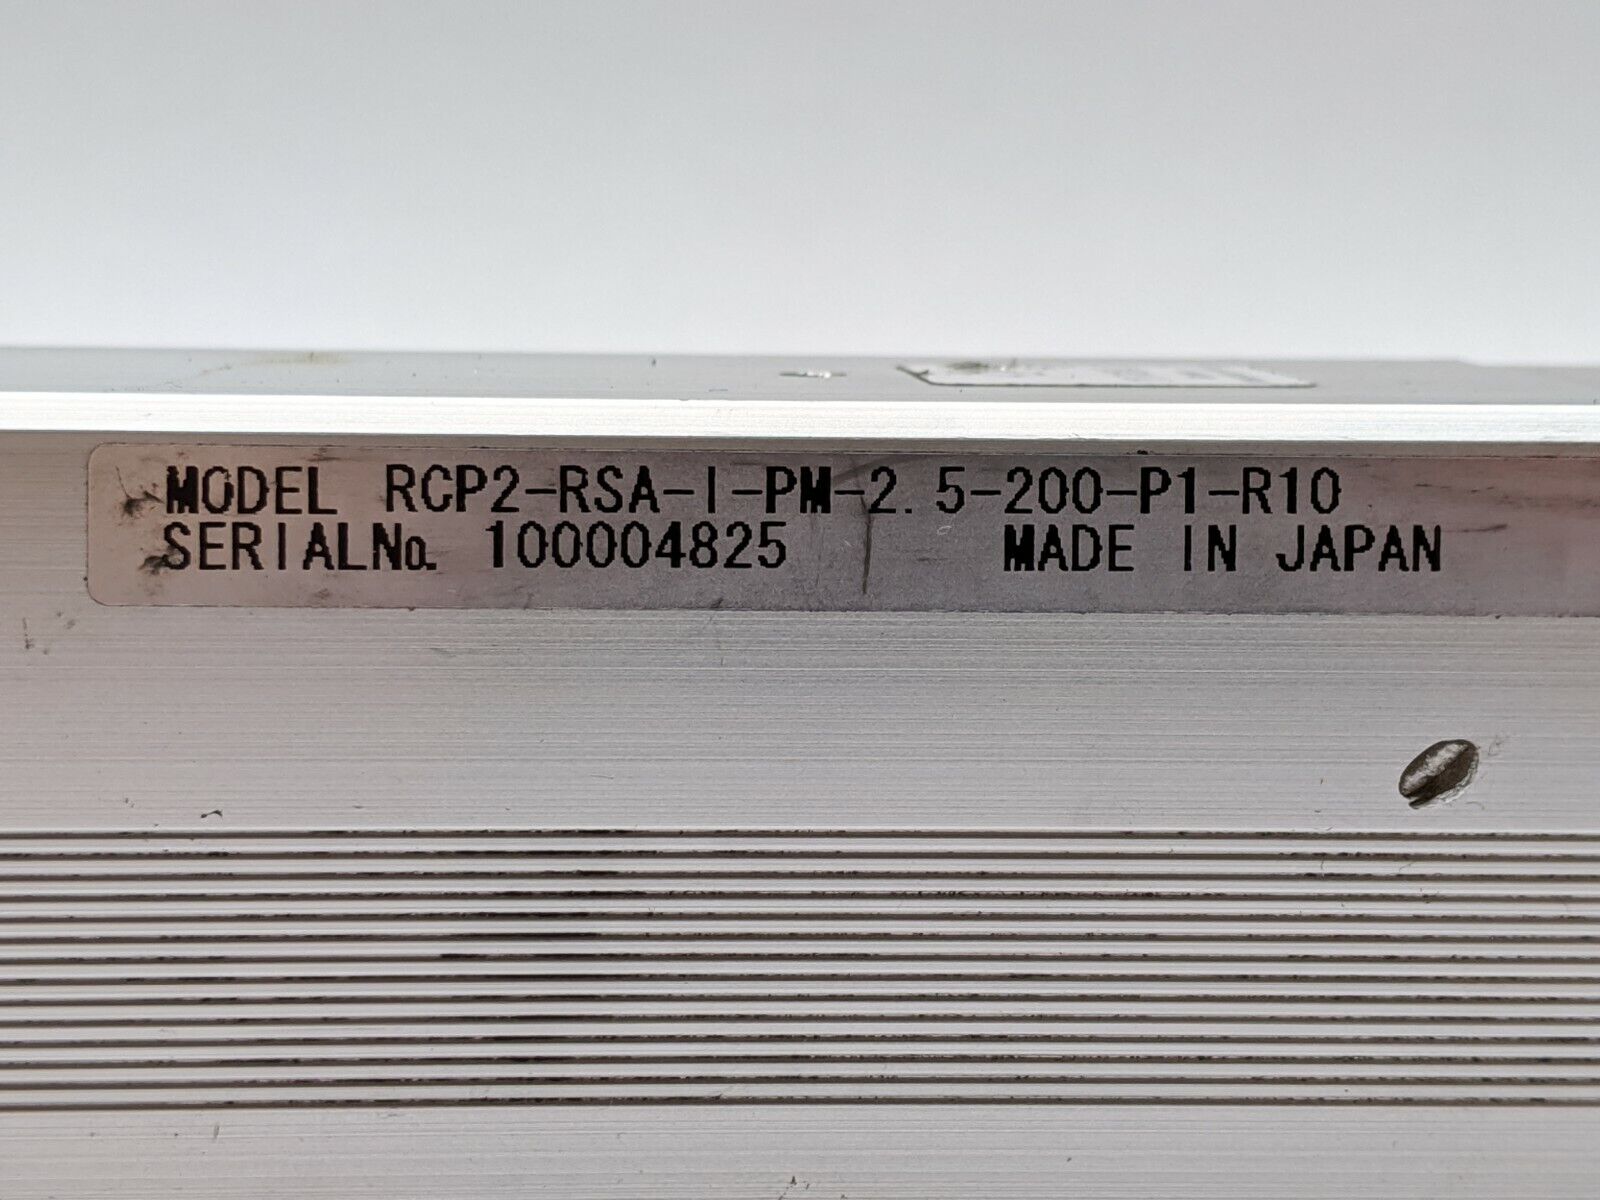 MODEL RCP2-RSA-I-PM-2.5-200-P1-R10
SERIALNo. 100004825 MADE IN JAPAN